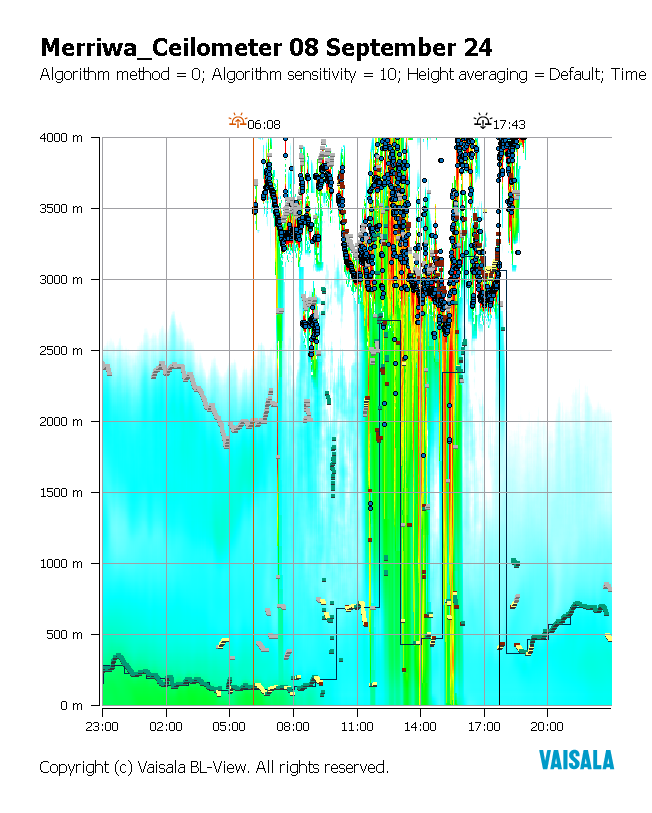 Merriwa_Ceilometer 08 September 24
Algorithm method = 0; Algorithm sensitivity = 10; Height averaging = Default; Time
06:08 17:43
4000 m
3500 m
3000 m
2500 m
2000 m
1500 m
1000 m
500 m
0 m
23:00 02:00 05:00 08:00 11:00 14:00 17:00 20:00
Copyright (c) Vaisala BL-View. All rights reserved.
VAISALA